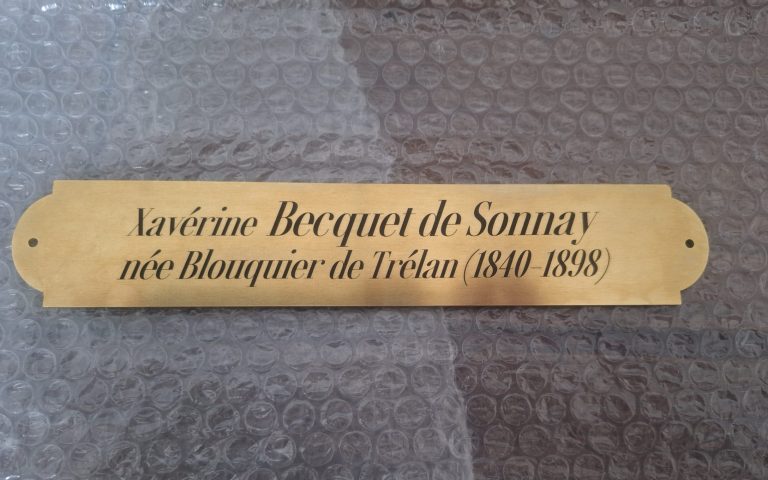 Xavérine Becquet de Sonnay
née Blouquier de Trélan (1840-1898)